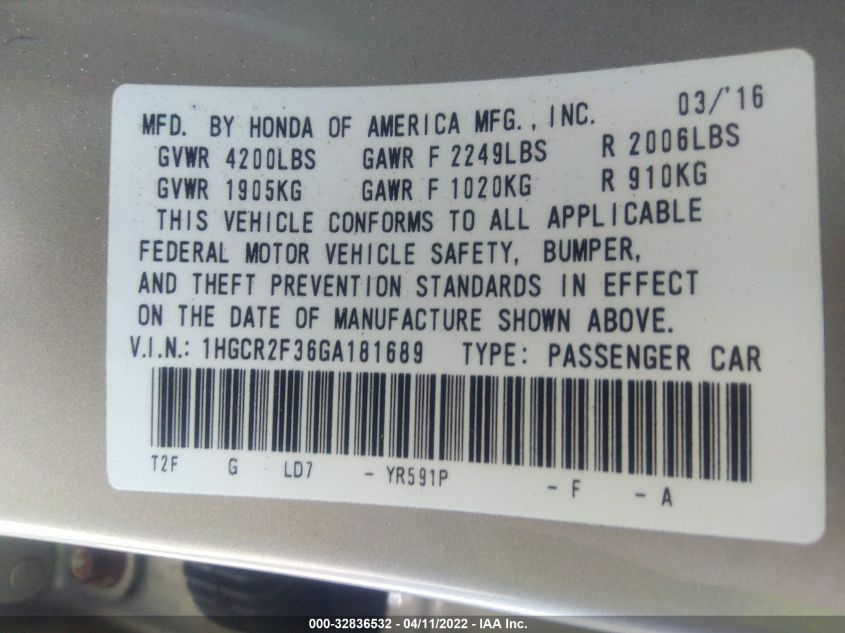 MFD. BY HONDA OF AMERICA MFG., INC. 03/'16
GVWR 4200LBS GAWR F 2249LBS R 2006LBS
GVWR 1905KG GAWR F 1020KG R 910KG
THIS VEHICLE CONFORMS TO ALL APPLICABLE
FEDERAL MOTOR VEHICLE SAFETY, BUMPER,
AND THEFT PREVENTION STANDARDS IN EFFECT
ON THE DATE OF MANUFACTURE SHOWN ABOVE.
V.I.N.: 1HGCR2F36GA181689 TYPE: PASSENGER CAR
T2F G LD7 - YR591P - F - A
000-32836532 - 04/11/2022 - IAA Inc.